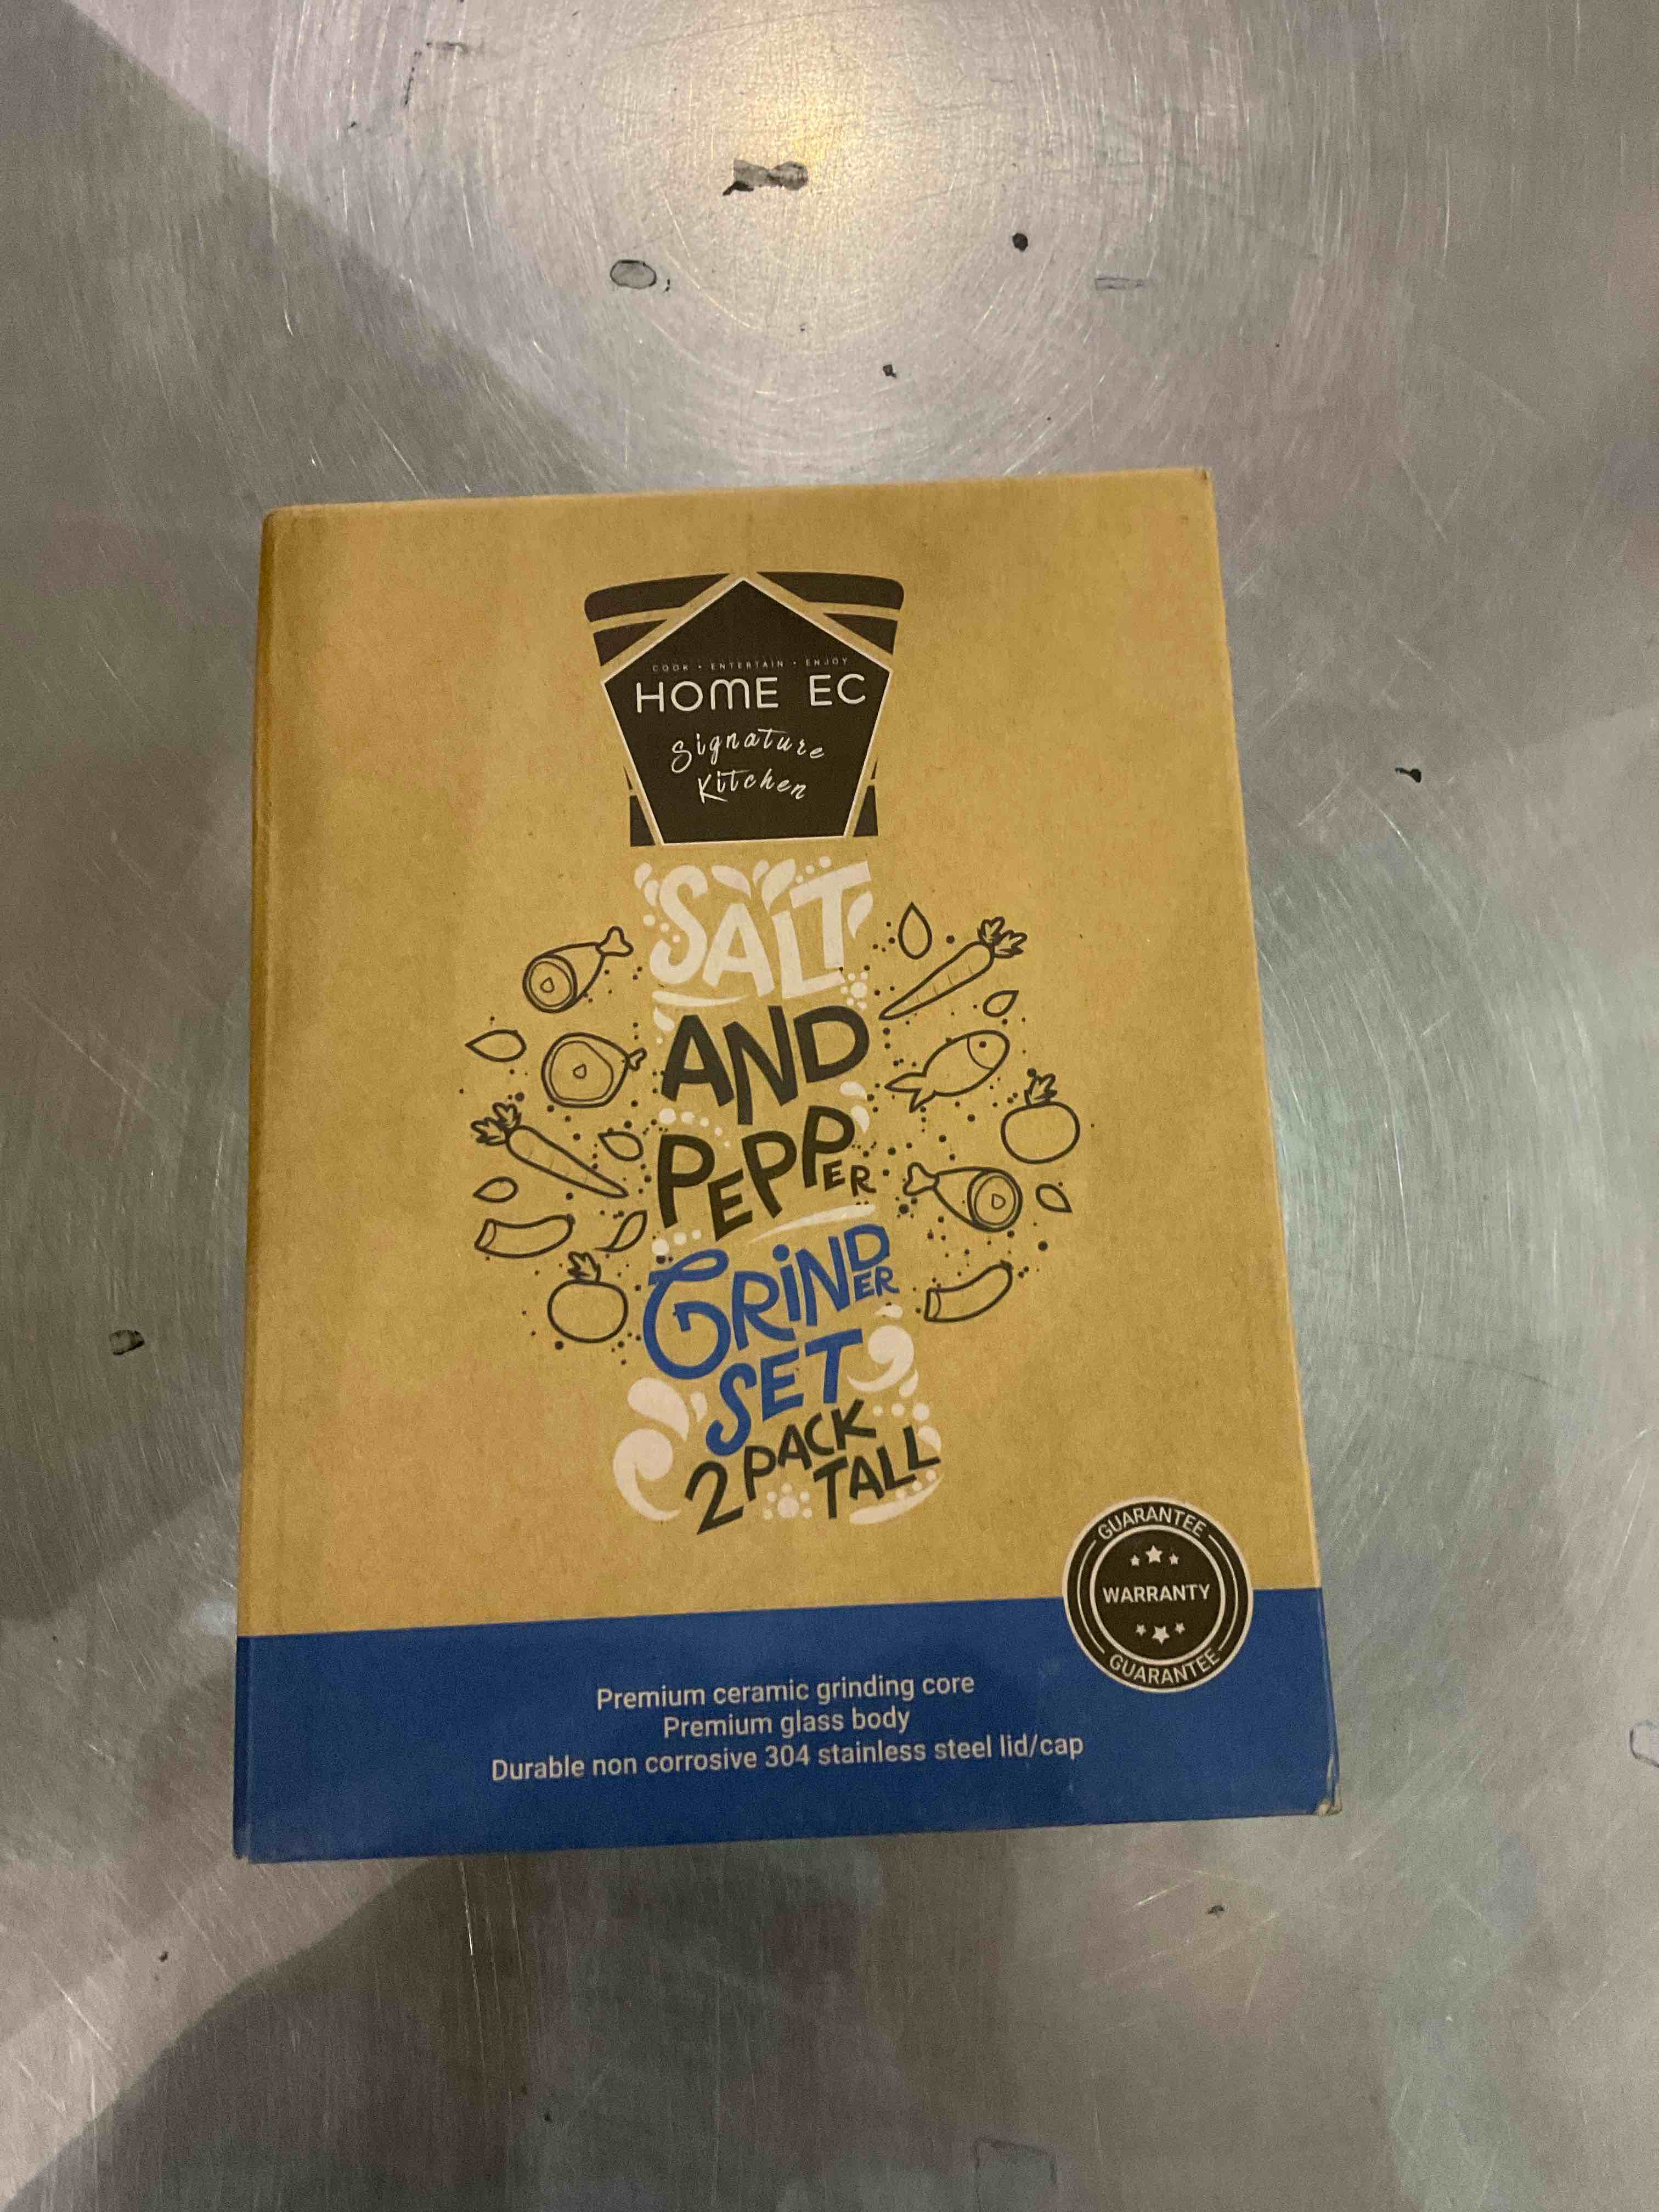 COOK • ENTERTAIN • ENJOY
HOME EC
Signature
Kitchen
SALT
AND
PEPPER
GRINDER
SET
2 PACK
TALL
GUARANTEE
WARRANTY
GUARANTEE
Premium ceramic grinding core
Premium glass body
Durable non corrosive 304 stainless steel lid/cap